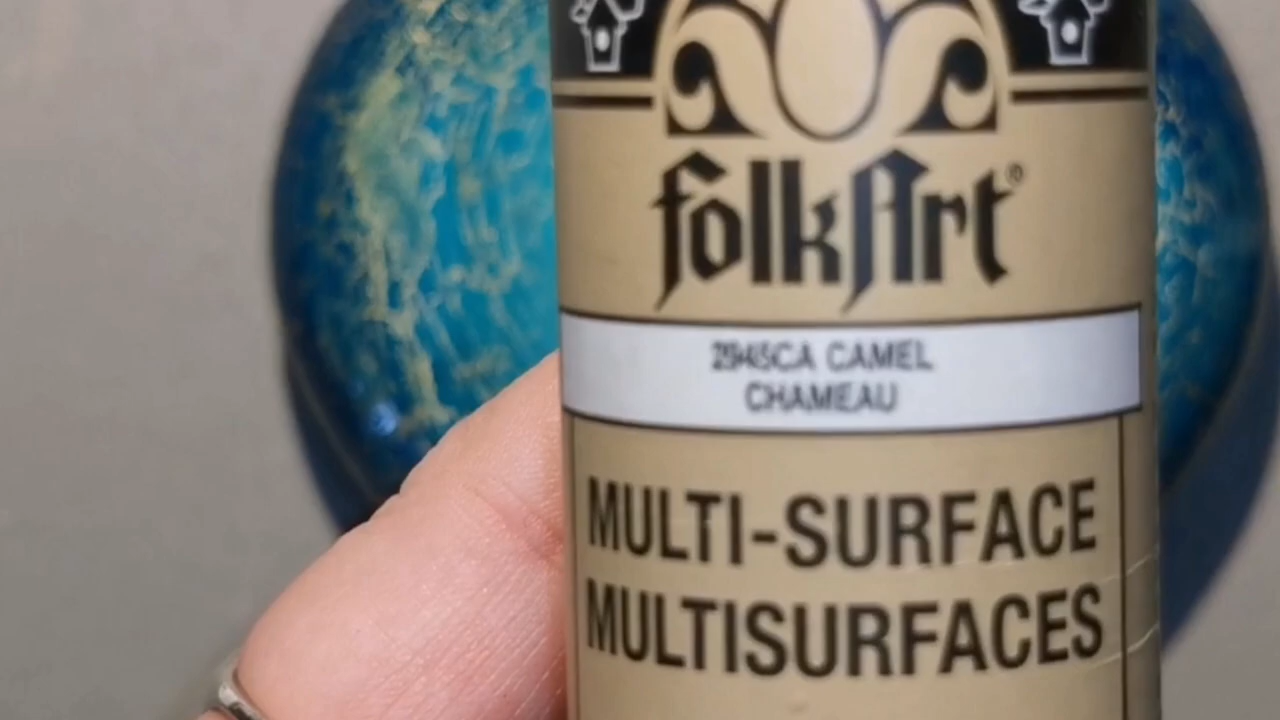 folkArt®
2945CA CAMEL
CHAMEAU
MULTI-SURFACE
MULTISURFACES